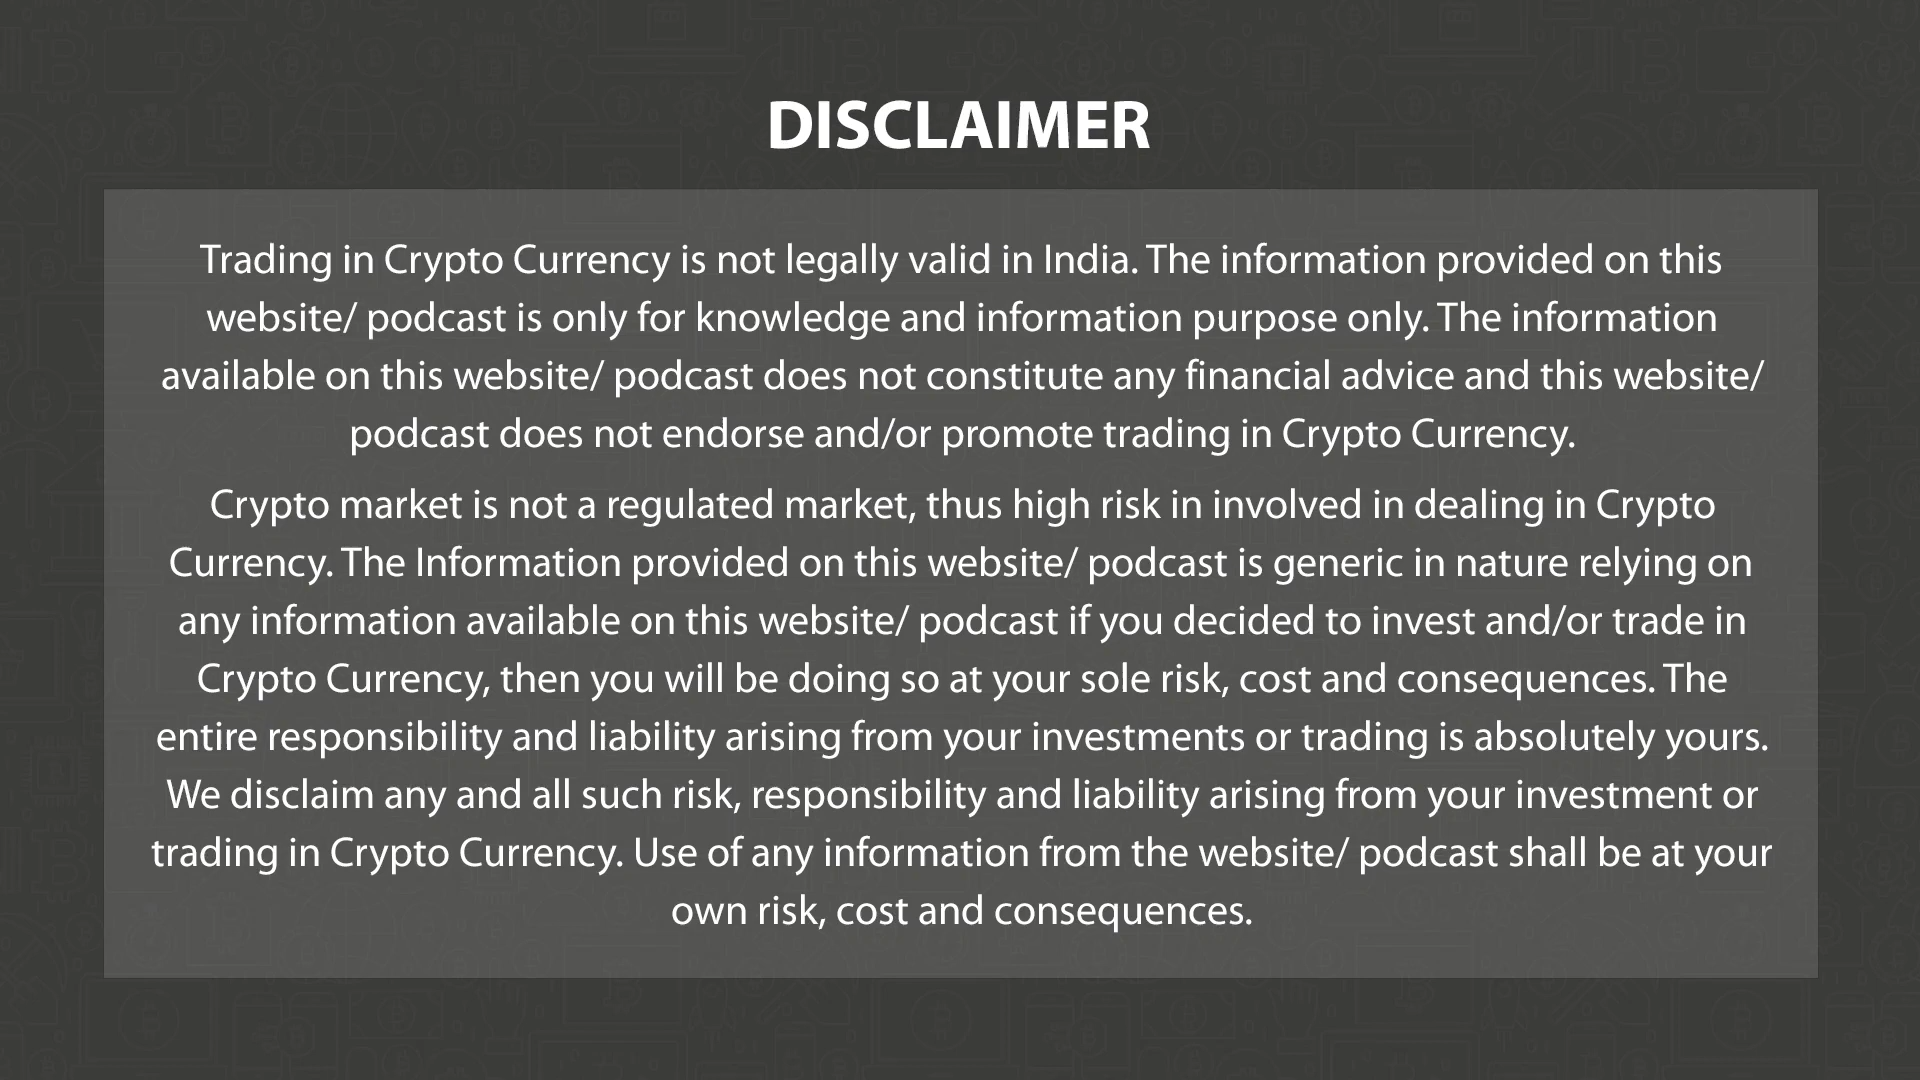 DISCLAIMER
Trading in Crypto Currency is not legally valid in India. The information provided on this
website/ podcast is only for knowledge and information purpose only. The information
available on this website/ podcast does not constitute any financial advice and this website/
podcast does not endorse and/or promote trading in Crypto Currency.
Crypto market is not a regulated market, thus high risk in involved in dealing in Crypto
Currency. The Information provided on this website/ podcast is generic in nature relying on
any information available on this website/ podcast if you decided to invest and/or trade in
Crypto Currency, then you will be doing so at your sole risk, cost and consequences. The
entire responsibility and liability arising from your investments or trading is absolutely yours.
We disclaim any and all such risk, responsibility and liability arising from your investment or
trading in Crypto Currency. Use of any information from the website/ podcast shall be at your
own risk, cost and consequences.